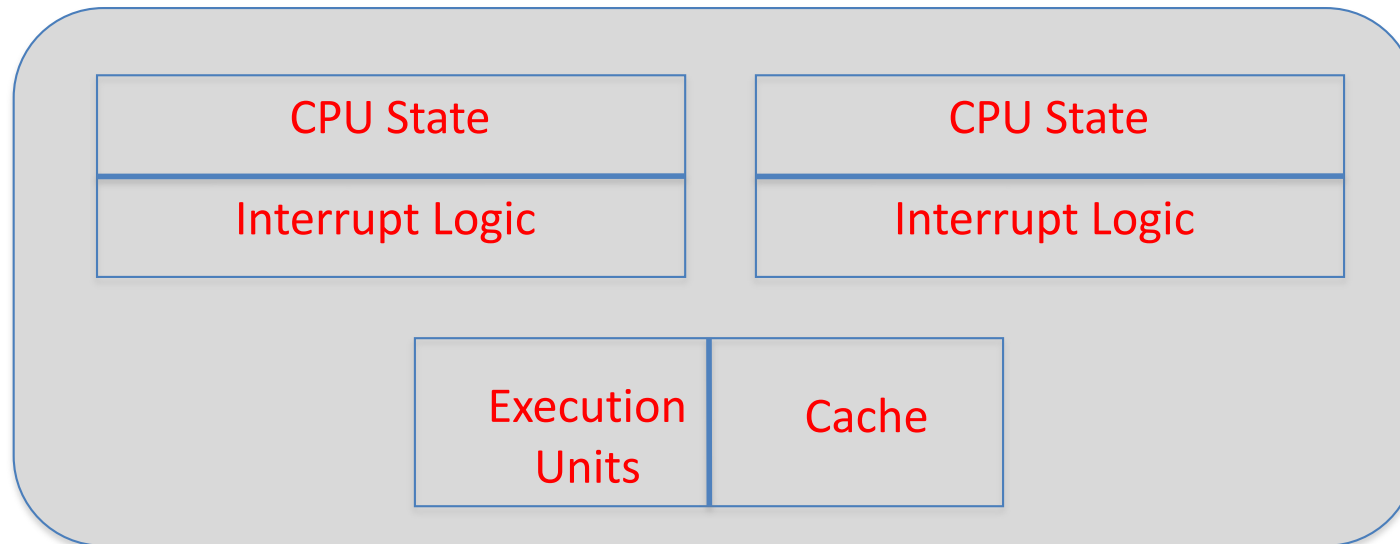 CPU State
Interrupt Logic
CPU State
Interrupt Logic
Execution
Units
Cache